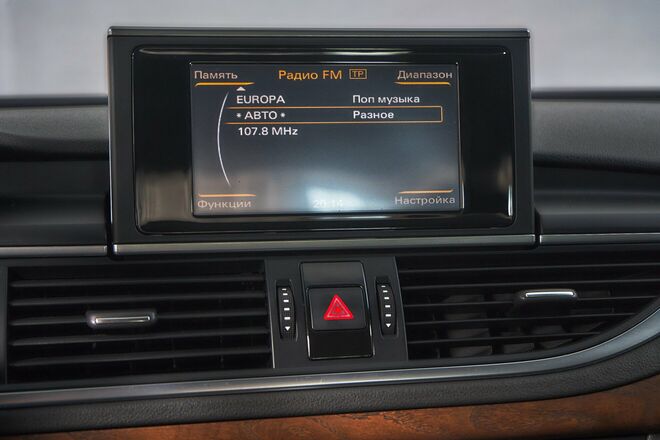 Память Радио FM TP Диапазон
EUROPA Поп музыка
* АВТО * Разное
107.8 MHz
Функции 20:14 Настройка